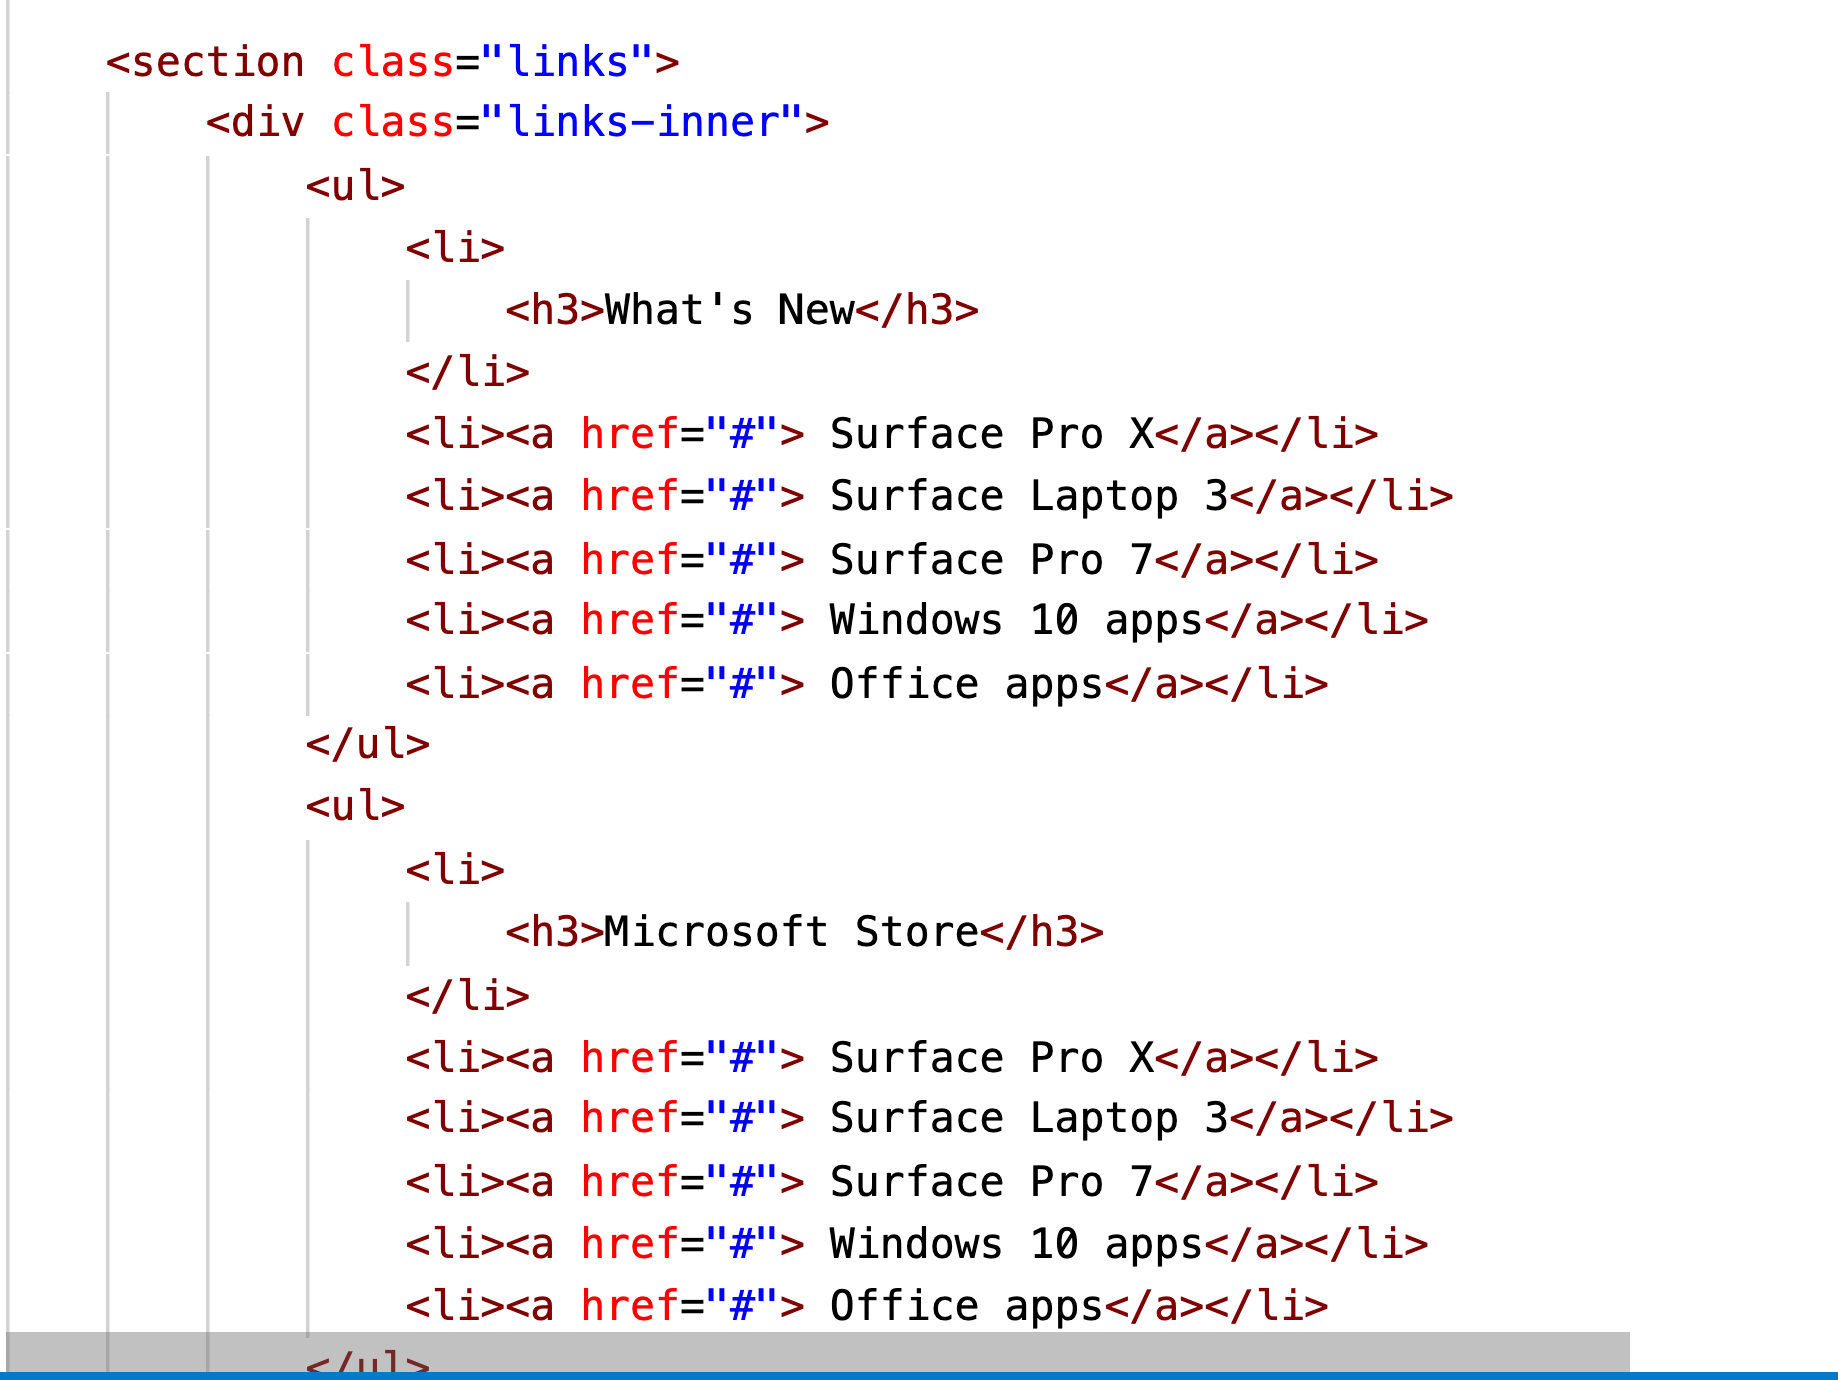 <section class="links">
<div class="links-inner">
<ul>
<li>
<h3>What's New</h3>
</li>
<li><a href="#"> Surface Pro X</a></li>
<li><a href="#"> Surface Laptop 3</a></li>
<li><a href="#"> Surface Pro 7</a></li>
<li><a href="#"> Windows 10 apps</a></li>
<li><a href="#"> Office apps</a></li>
</ul>
<ul>
<li>
<h3>Microsoft Store</h3>
</li>
<li><a href="#"> Surface Pro X</a></li>
<li><a href="#"> Surface Laptop 3</a></li>
<li><a href="#"> Surface Pro 7</a></li>
<li><a href="#"> Windows 10 apps</a></li>
<li><a href="#"> Office apps</a></li>
</ul>